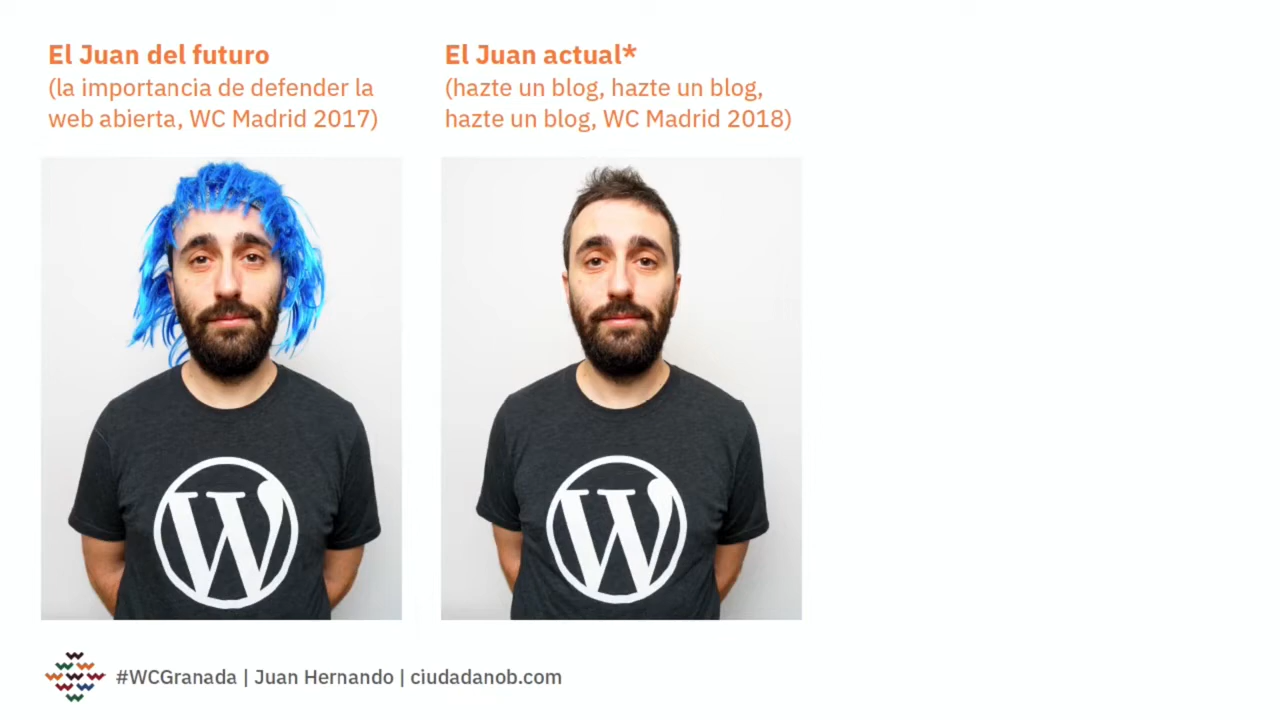 El Juan del futuro
(la importancia de defender la
web abierta, WC Madrid 2017)
El Juan actual*
(hazte un blog, hazte un blog,
hazte un blog, WC Madrid 2018)
W
W
#WCGranada | Juan Hernando | ciudadanob.com